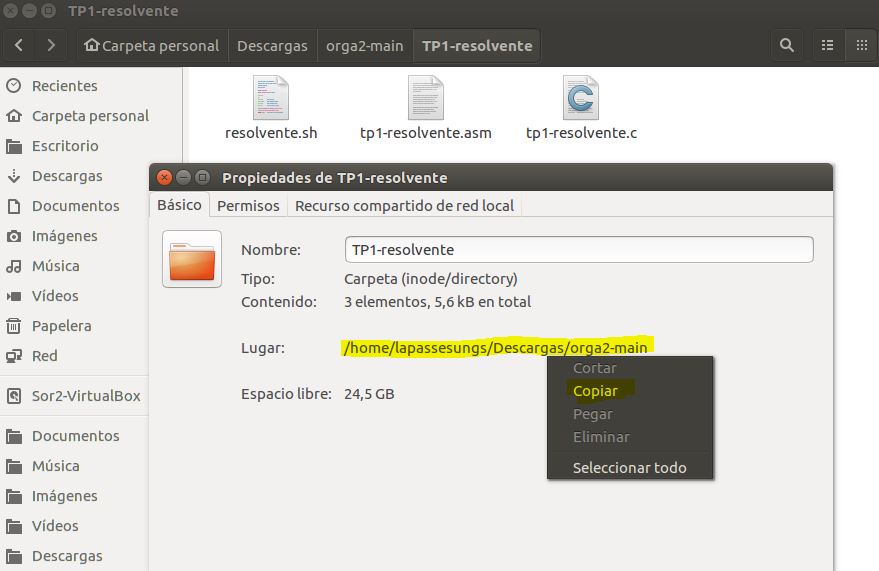 TP1-resolvente
Carpeta personal Descargas orga2-main TP1-resolvente
Recientes
Carpeta personal
Escritorio
Descargas
Documentos
Imágenes
Música
Vídeos
Papelera
Red
Sor2-VirtualBox
Documentos
Música
Imágenes
Vídeos
Descargas
resolvente.sh tp1-resolvente.asm tp1-resolvente.c
Propiedades de TP1-resolvente
Básico Permisos Recurso compartido de red local
Nombre: TP1-resolvente
Tipo: Carpeta (inode/directory)
Contenido: 3 elementos, 5,6 kB en total
Lugar: /home/lapassesungs/Descargas/orga2-main
Espacio libre: 24,5 GB
Cortar
Copiar
Pegar
Eliminar
Seleccionar todo